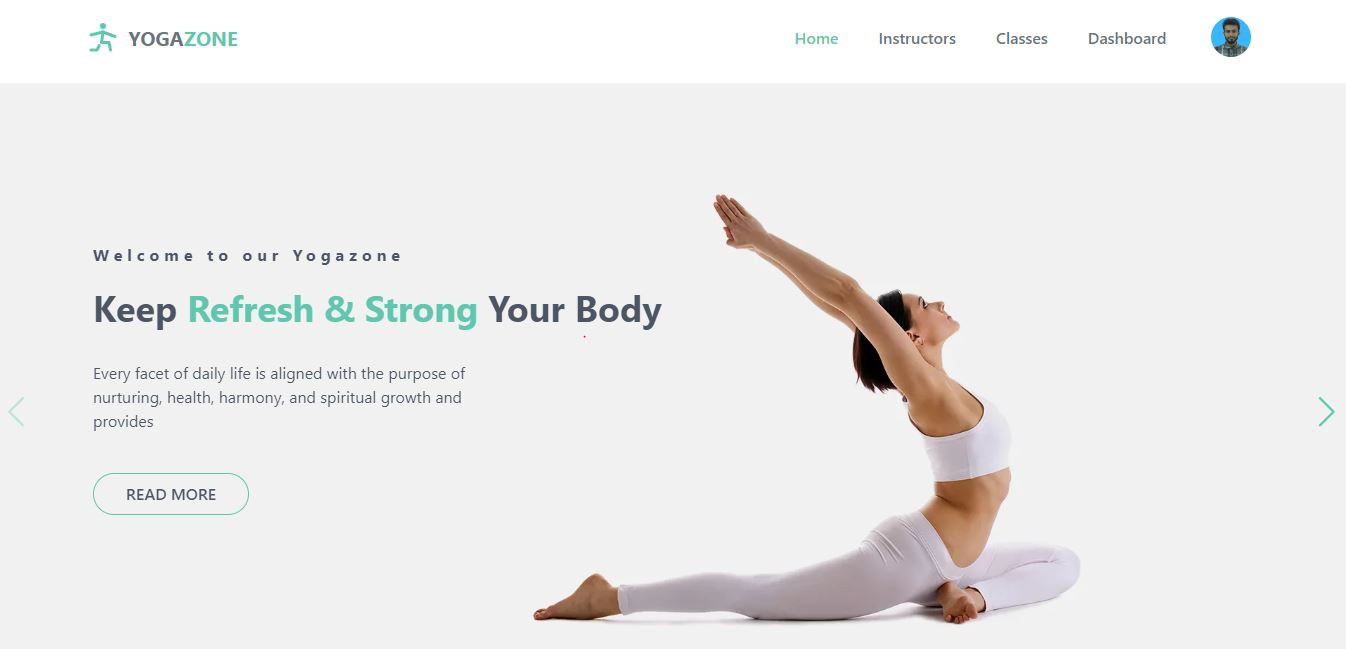 YOGAZONE
Home Instructors Classes Dashboard
Welcome to our Yogazone
Keep Refresh & Strong Your Body
Every facet of daily life is aligned with the purpose of
nurturing, health, harmony, and spiritual growth and
provides
READ MORE